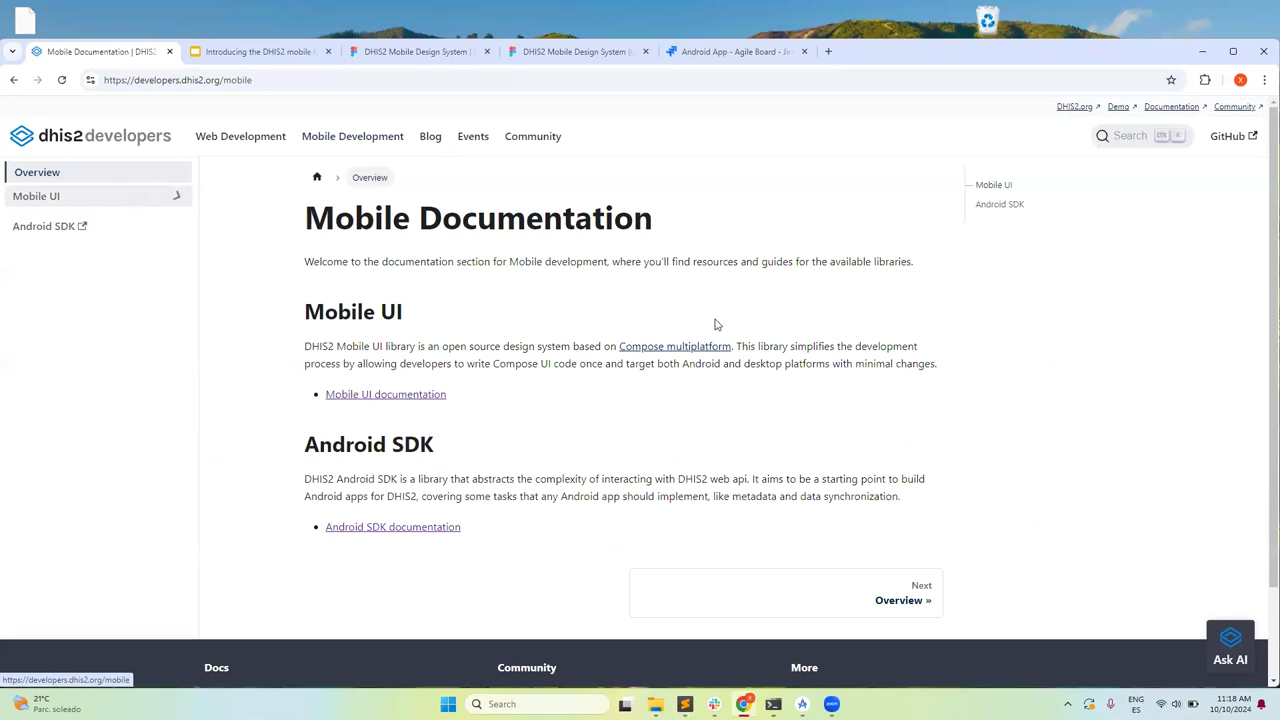 Mobile Documentation | DHIS2
Introducing the DHIS2 mobile
DHIS2 Mobile Design System |
DHIS2 Mobile Design System (
Android App - Agile Board - Jir
https://developers.dhis2.org/mobile
DHIS2.org
Demo
Documentation
Community
dhis2developers
Web Development
Mobile Development
Blog
Events
Community
Search
GitHub
Overview
Mobile UI
Android SDK
Overview
Mobile Documentation
Welcome to the documentation section for Mobile development, where you'll find resources and guides for the available libraries.
Mobile UI
DHIS2 Mobile UI library is an open source design system based on Compose multiplatform. This library simplifies the development
process by allowing developers to write Compose UI code once and target both Android and desktop platforms with minimal changes.
Mobile UI documentation
Android SDK
DHIS2 Android SDK is a library that abstracts the complexity of interacting with DHIS2 web api. It aims to be a starting point to build
Android apps for DHIS2, covering some tasks that any Android app should implement, like metadata and data synchronization.
Android SDK documentation
Next
Overview »
Mobile UI
Android SDK
Ask AI
Docs
Community
More
https://developers.dhis2.org/mobile
21°C
Parc. soleado
Search
ENG
ES
11:18 AM
10/10/2024